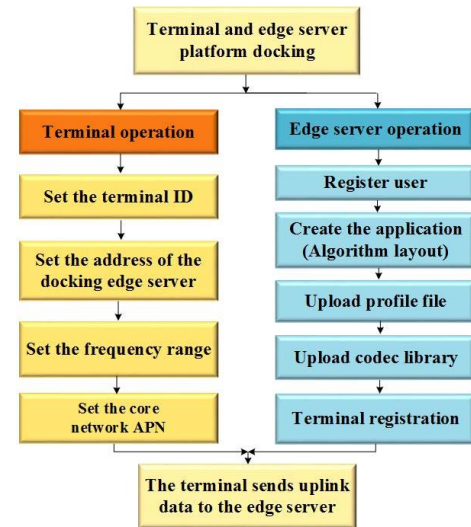 Terminal and edge server
platform docking
Terminal operation
Set the terminal ID
Set the address of the
docking edge server
Set the frequency range
Set the core
network APN
Edge server operation
Register user
Create the application
(Algorithm layout)
Upload profile file
Upload codec library
Terminal registration
The terminal sends uplink
data to the edge server